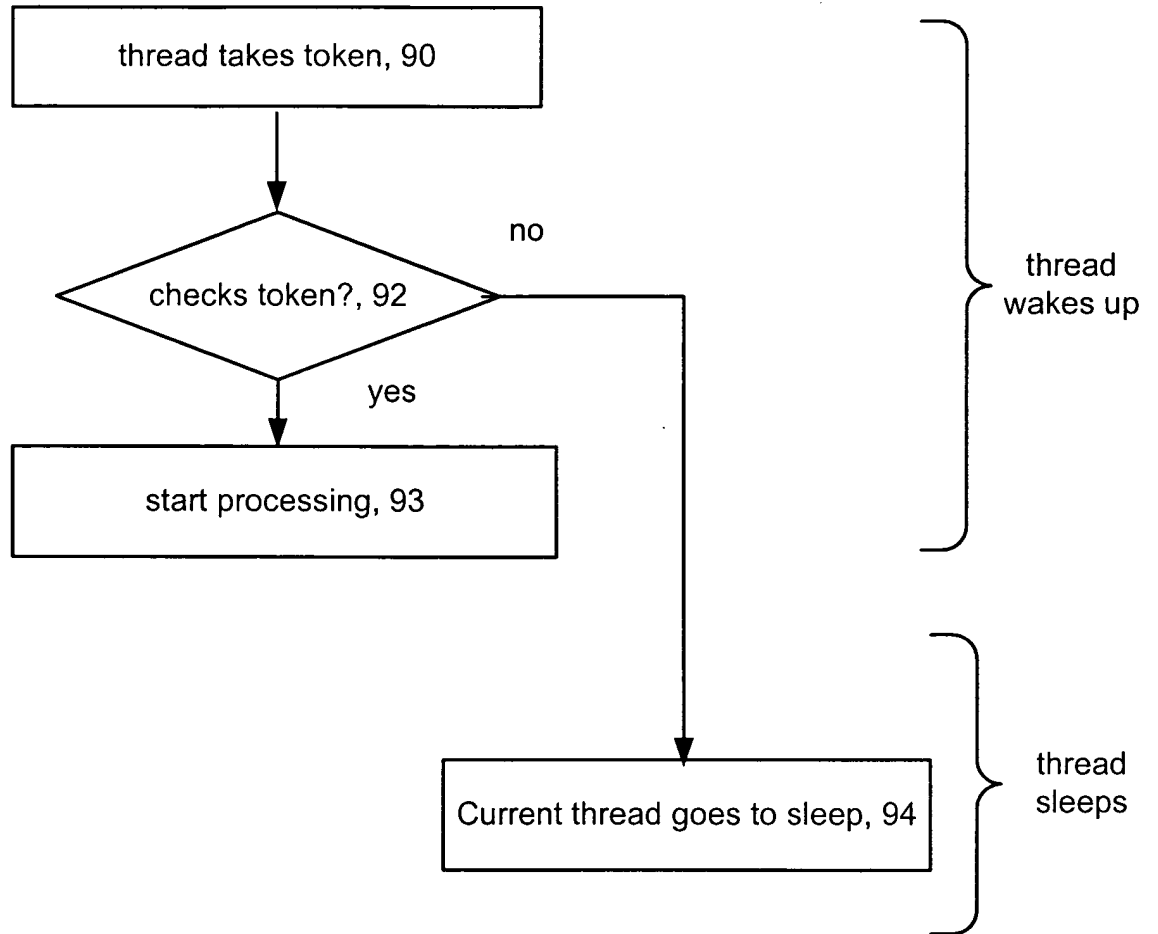 thread takes token, 90
no
checks token?, 92
thread
wakes up
yes
start processing, 93
thread
sleeps
Current thread goes to sleep, 94